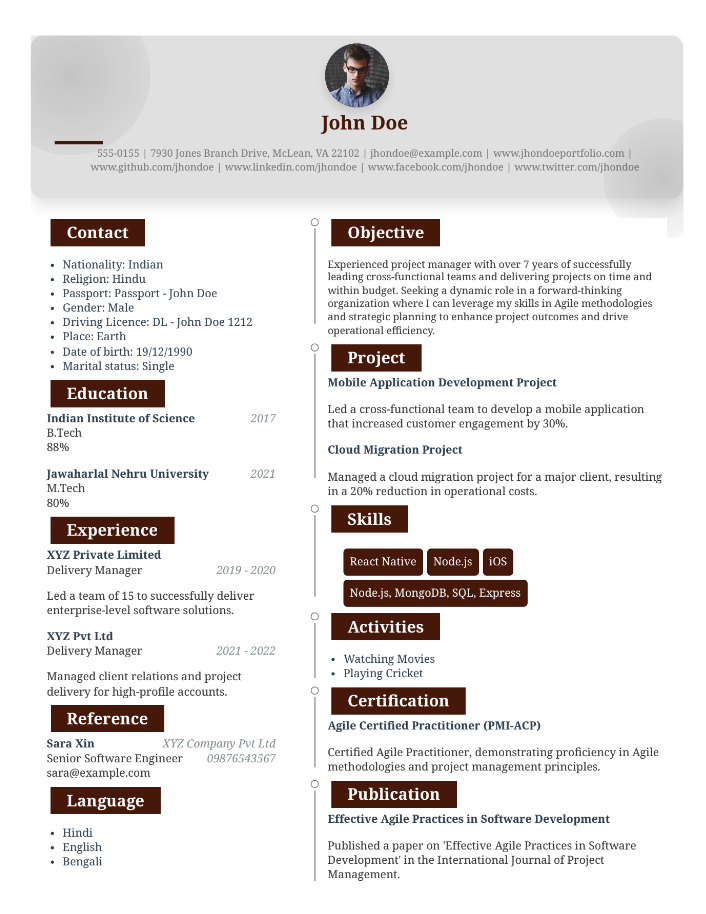 John Doe
555-0155 | 7930 Jones Branch Drive, McLean, VA 22102 | jhondoe@example.com | www.jhondoeportfolio.com |
www.github.com/jhondoe | www.linkedin.com/jhondoe | www.facebook.com/jhondoe | www.twitter.com/jhondoe
Contact
• Nationality: Indian
• Religion: Hindu
• Passport: Passport - John Doe
• Gender: Male
• Driving Licence: DL - John Doe 1212
• Place: Earth
• Date of birth: 19/12/1990
• Marital status: Single
Education
Indian Institute of Science 2017
B.Tech
88%
Jawaharlal Nehru University 2021
M.Tech
80%
Experience
XYZ Private Limited
Delivery Manager 2019 - 2020
Led a team of 15 to successfully deliver
enterprise-level software solutions.
XYZ Pvt Ltd
Delivery Manager 2021 - 2022
Managed client relations and project
delivery for high-profile accounts.
Reference
Sara Xin XYZ Company Pvt Ltd
Senior Software Engineer 09876543567
sara@example.com
Language
• Hindi
• English
• Bengali
Objective
Experienced project manager with over 7 years of successfully
leading cross-functional teams and delivering projects on time and
within budget. Seeking a dynamic role in a forward-thinking
organization where I can leverage my skills in Agile methodologies
and strategic planning to enhance project outcomes and drive
operational efficiency.
Project
Mobile Application Development Project
Led a cross-functional team to develop a mobile application
that increased customer engagement by 30%.
Cloud Migration Project
Managed a cloud migration project for a major client, resulting
in a 20% reduction in operational costs.
Skills
React Native Node.js iOS
Node.js, MongoDB, SQL, Express
Activities
• Watching Movies
• Playing Cricket
Certification
Agile Certified Practitioner (PMI-ACP)
Certified Agile Practitioner, demonstrating proficiency in Agile
methodologies and project management principles.
Publication
Effective Agile Practices in Software Development
Published a paper on 'Effective Agile Practices in Software
Development' in the International Journal of Project
Management.